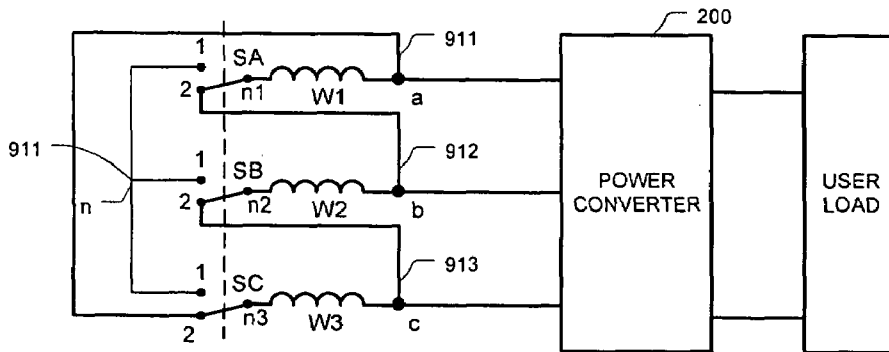 200
911
1
SA
2
n1
W1
a
911
912
1
SB
n
2
n2
W2
b
POWER
CONVERTER
USER
LOAD
913
1
SC
2
n3
W3
c